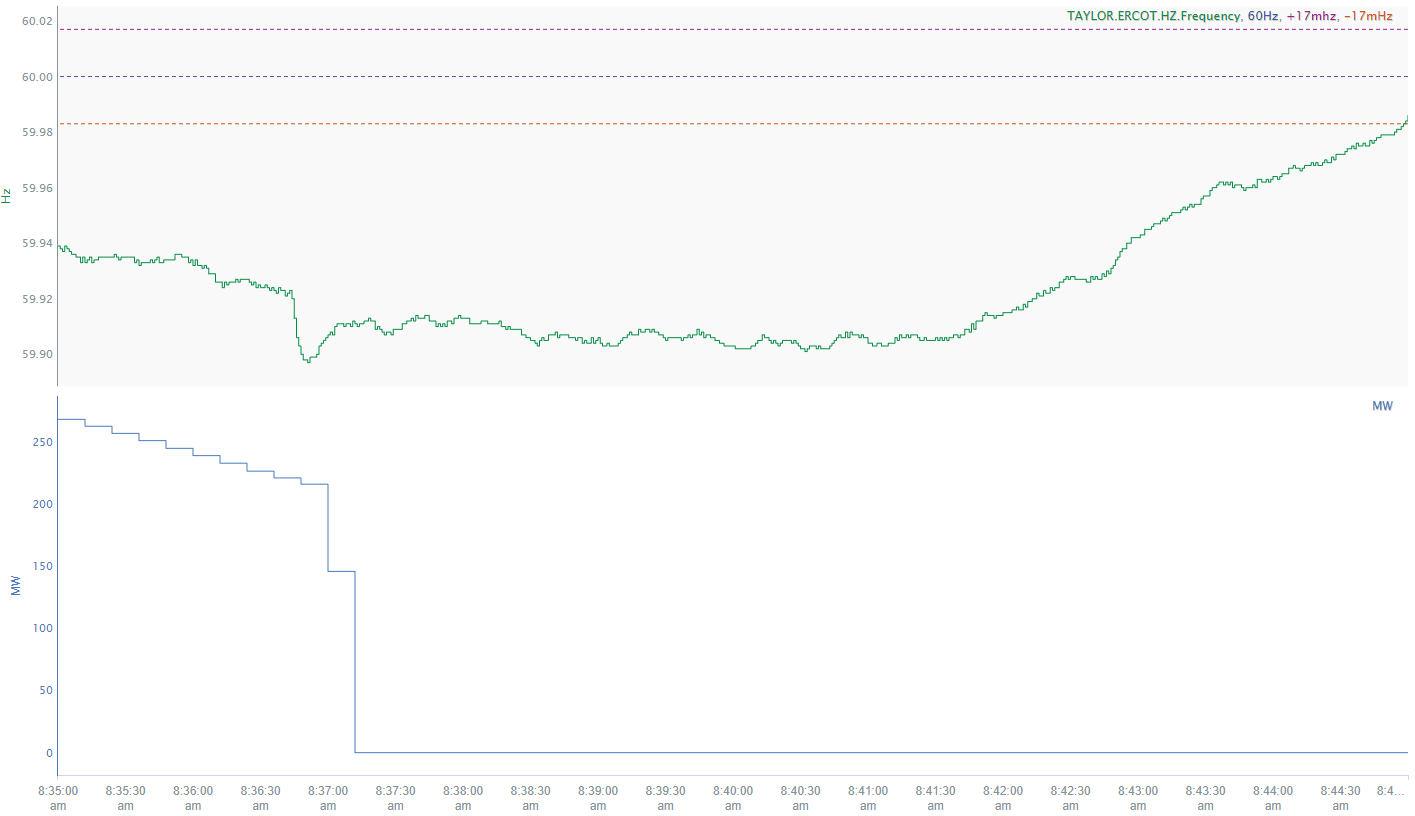 TAYLOR.ERCOT.HZ.Frequency, 60Hz, +17mhz, -17mHz
60.02
60.00
59.98
59.96
Hz
59.94
59.92
59.90
MW
250
200
150
MW
100
50
0
8:35:00 am 8:35:30 am 8:36:00 am 8:36:30 am 8:37:00 am 8:37:30 am 8:38:00 am 8:38:30 am 8:39:00 am 8:39:30 am 8:40:00 am 8:40:30 am 8:41:00 am 8:41:30 am 8:42:00 am 8:42:30 am 8:43:00 am 8:43:30 am 8:44:00 am 8:44:30 am 8:4...